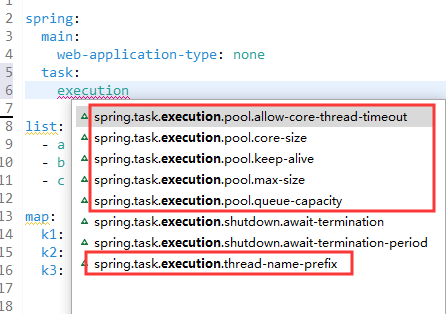 1
2 spring:
3 main:
4 web-application-type: none
5 task:
6 execution
7 spring.task.execution.pool.allow-core-thread-timeout
8 list: spring.task.execution.pool.core-size
9 - a spring.task.execution.pool.keep-alive
10 - b spring.task.execution.pool.max-size
11 - c spring.task.execution.pool.queue-capacity
12 spring.task.execution.shutdown.await-termination
13 map: spring.task.execution.shutdown.await-termination-period
14 k1: spring.task.execution.thread-name-prefix
15 k2:
16 k3:
17
18